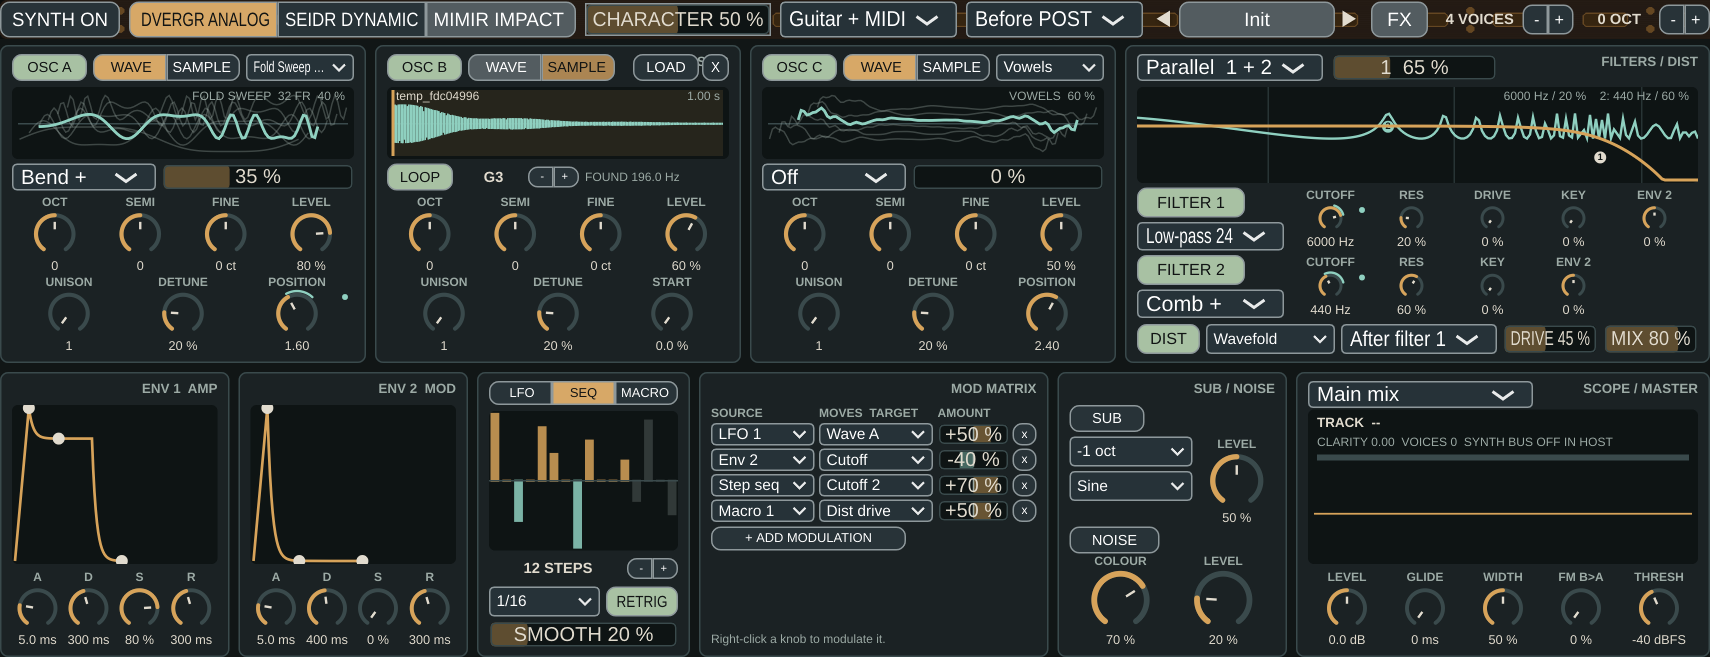 SYNTH ON DVERGR ANALOG SEIDR DYNAMIC MIMIR IMPACT CHARACTER 50 % Guitar + MIDI Before POST Init FX 4 VOICES - + 0 OCT - +
OSC A WAVE SAMPLE Fold Sweep ...
FOLD SWEEP 32 FR 40 %
Bend + 35 %
OCT SEMI FINE LEVEL
0 0 0 ct 80 %
UNISON DETUNE POSITION
1 20 % 1.60
OSC B WAVE SAMPLE LOAD X
temp_fdc04996 1.00 s
LOOP G3 - + FOUND 196.0 Hz
OCT SEMI FINE LEVEL
0 0 0 ct 60 %
UNISON DETUNE START
1 20 % 0.0 %
OSC C WAVE SAMPLE Vowels
VOWELS 60 %
Off 0 %
OCT SEMI FINE LEVEL
0 0 0 ct 50 %
UNISON DETUNE POSITION
1 20 % 2.40
Parallel 1 + 2 1 65 % FILTERS / DIST
6000 Hz / 20 % 2: 440 Hz / 60 %
1
FILTER 1 CUTOFF RES DRIVE KEY ENV 2
Low-pass 24 6000 Hz 20 % 0 % 0 % 0 %
FILTER 2 CUTOFF RES KEY ENV 2
Comb + 440 Hz 60 % 0 % 0 %
DIST Wavefold After filter 1 DRIVE 45 % MIX 80 %
ENV 1 AMP
A D S R
5.0 ms 300 ms 80 % 300 ms
ENV 2 MOD
A D S R
5.0 ms 400 ms 0 % 300 ms
LFO SEQ MACRO
12 STEPS - +
1/16 RETRIG
SMOOTH 20 %
MOD MATRIX
SOURCE MOVES TARGET AMOUNT
LFO 1 Wave A +50 % x
Env 2 Cutoff -40 % x
Step seq Cutoff 2 +70 % x
Macro 1 Dist drive +50 % x
+ ADD MODULATION
Right-click a knob to modulate it.
SUB / NOISE
SUB
-1 oct LEVEL
Sine
50 %
NOISE
COLOUR LEVEL
70 % 20 %
Main mix SCOPE / MASTER
TRACK --
CLARITY 0.00 VOICES 0 SYNTH BUS OFF IN HOST
LEVEL GLIDE WIDTH FM B>A THRESH
0.0 dB 0 ms 50 % 0 % -40 dBFS